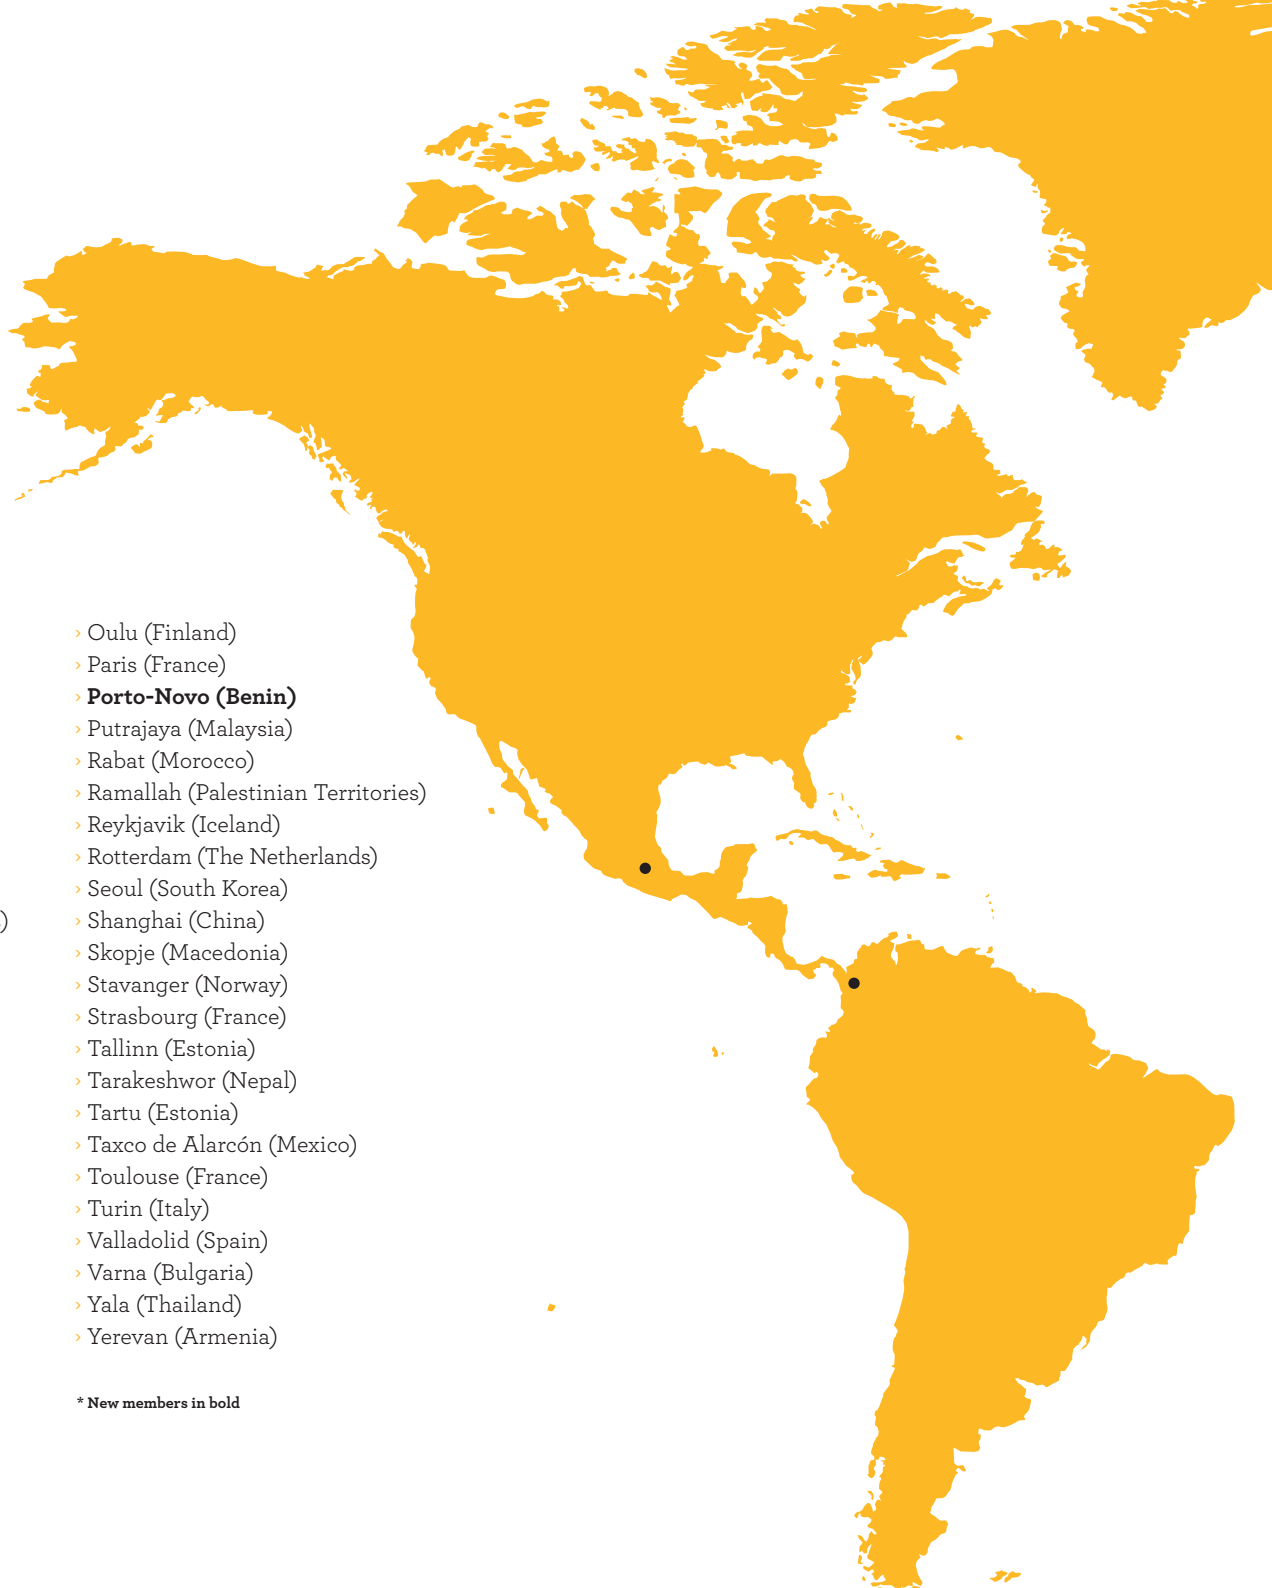 › Oulu (Finland)
› Paris (France)
› Porto-Novo (Benin)
› Putrajaya (Malaysia)
› Rabat (Morocco)
› Ramallah (Palestinian Territories)
› Reykjavik (Iceland)
› Rotterdam (The Netherlands)
› Seoul (South Korea)
)
› Shanghai (China)
› Skopje (Macedonia)
› Stavanger (Norway)
› Strasbourg (France)
› Tallinn (Estonia)
› Tarakeshwor (Nepal)
› Tartu (Estonia)
› Taxco de Alarcón (Mexico)
› Toulouse (France)
› Turin (Italy)
› Valladolid (Spain)
› Varna (Bulgaria)
› Yala (Thailand)
› Yerevan (Armenia)
* New members in bold